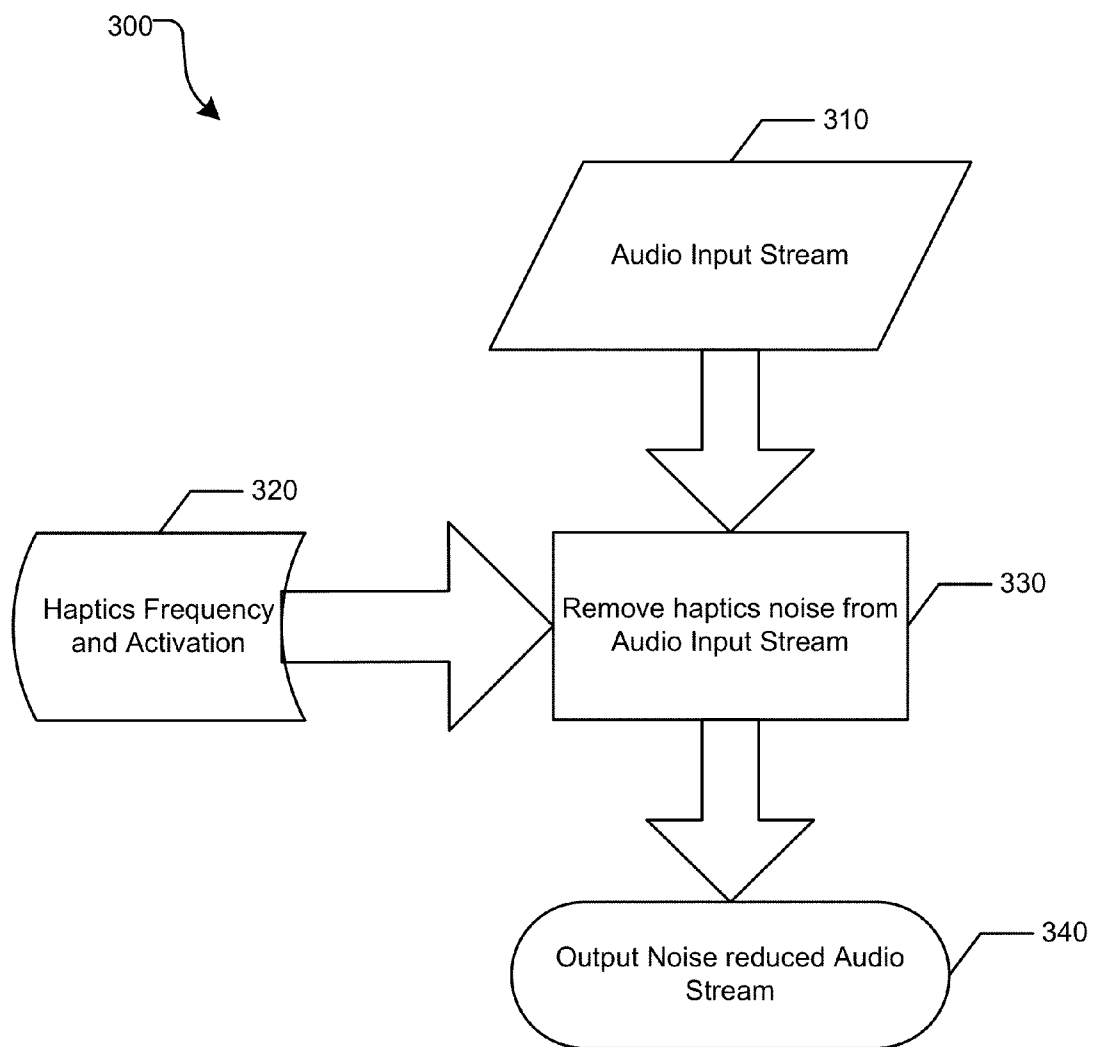 300
310
Audio Input Stream
320
Haptics Frequency
and Activation
330
Remove haptics noise from
Audio Input Stream
340
Output Noise reduced Audio
Stream